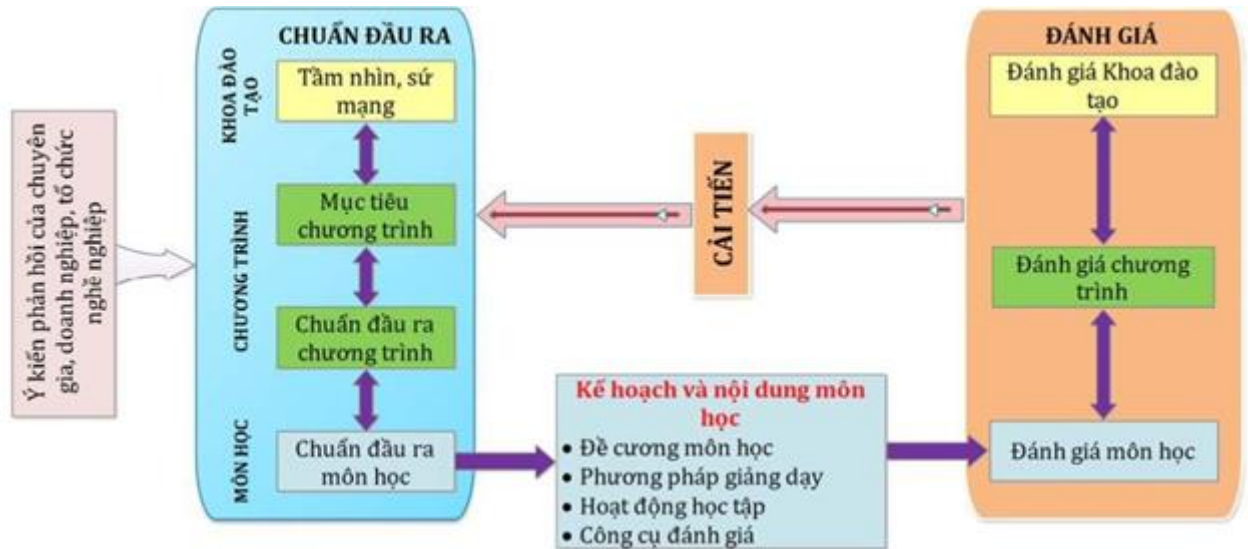 Ý kiến phản hồi của chuyên
gia, doanh nghiệp, tổ chức
nghề nghiệp
CHUẨN ĐẦU RA
KHOA ĐÀO
TẠO
Tầm nhìn, sứ
mạng
CHƯƠNG TRÌNH
Mục tiêu
chương trình
Chuẩn đầu ra
chương trình
MÔN HỌC
Chuẩn đầu ra
môn học
Kế hoạch và nội dung môn
học
• Đề cương môn học
• Phương pháp giảng dạy
• Hoạt động học tập
• Công cụ đánh giá
CẢI TIẾN
ĐÁNH GIÁ
Đánh giá Khoa đào
tạo
Đánh giá chương
trình
Đánh giá môn học